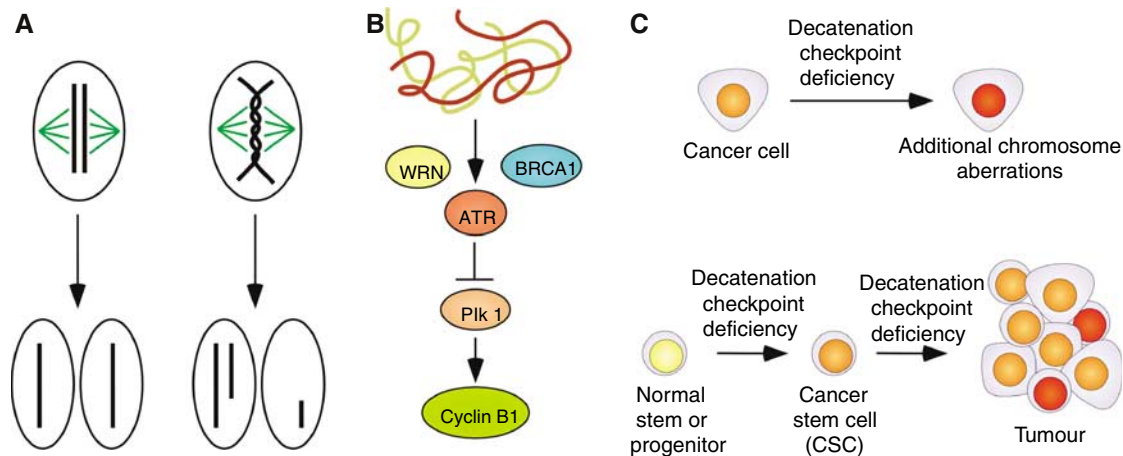 A
B
WRN
BRCA1
ATR
Plk 1
Cyclin B1
C
Decatenation
checkpoint
deficiency
Cancer cell
Additional chromosome
aberrations
Decatenation
checkpoint
deficiency
Decatenation
checkpoint
deficiency
Normal
stem or
progenitor
Cancer
stem cell
(CSC)
Tumour